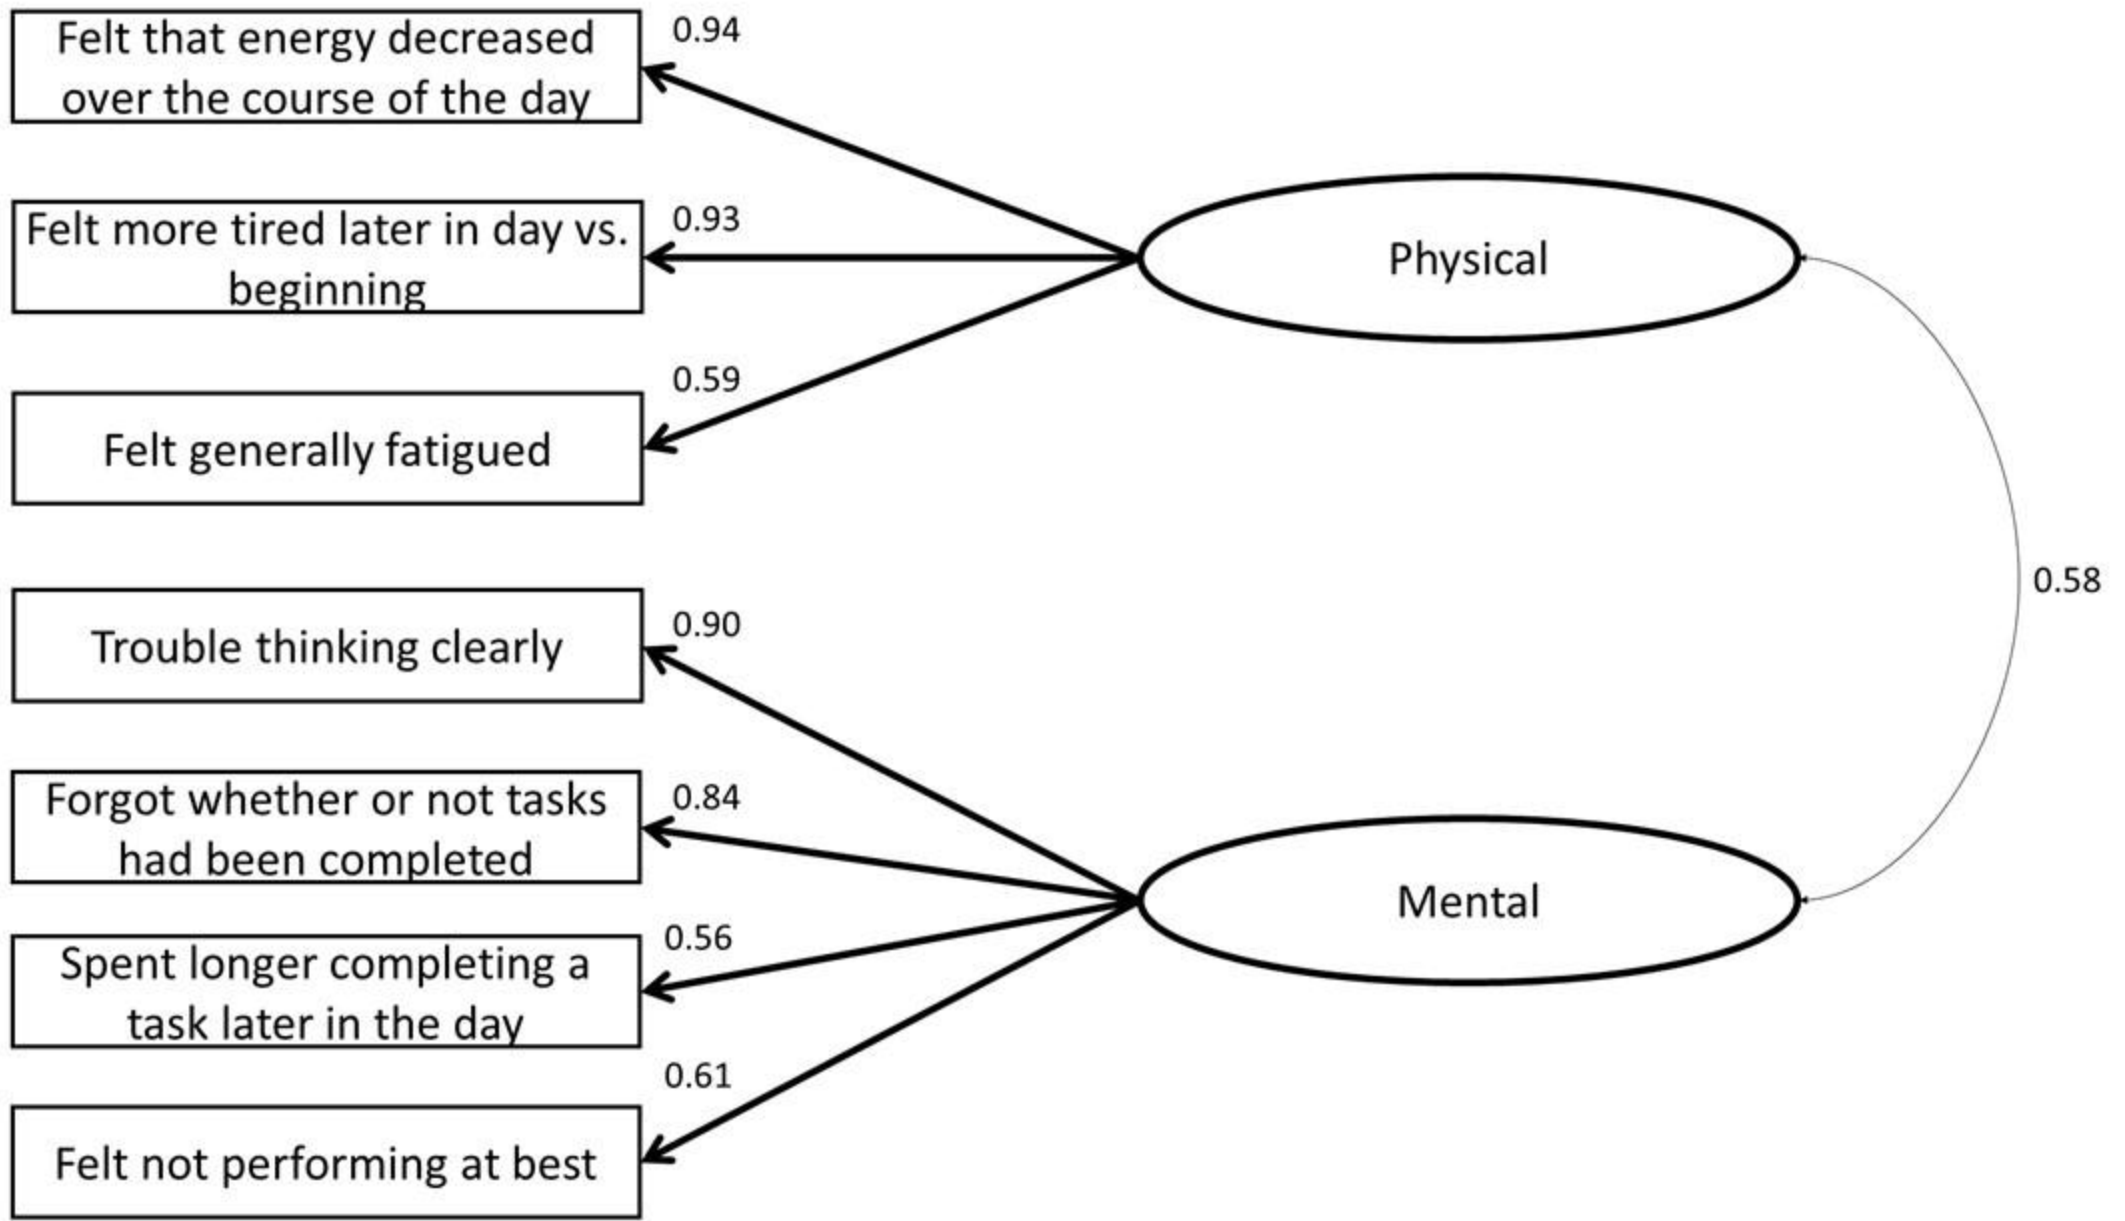 Felt that energy decreased
over the course of the day
0.94
Felt more tired later in day vs.
beginning
0.93
Physical
0.59
Felt generally fatigued
0.58
0.90
Trouble thinking clearly
Forgot whether or not tasks
had been completed
0.84
Mental
0.56
Spent longer completing a
task later in the day
0.61
Felt not performing at best